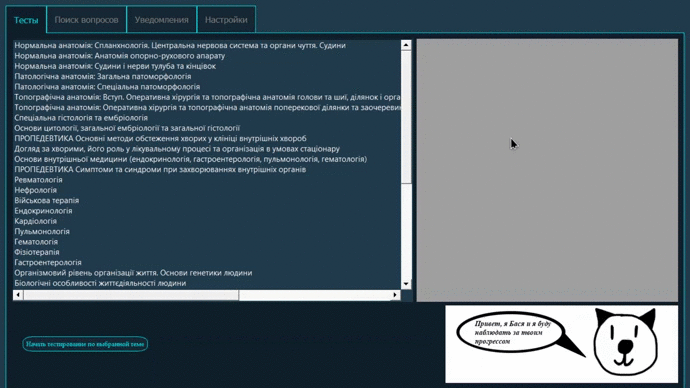 Тесты
Поиск вопросов
Уведомления
Настройки
Нормальна анатомія: Спланхнологія. Центральна нервова система та органи чуття. Судини
Нормальна анатомія: Анатомія опорно-рухового апарату
Нормальна анатомія: Судини і нерви тулуба та кінцівок
Патологічна анатомія: Загальна патоморфологія
Патологічна анатомія: Спеціальна патоморфологія
Топографічна анатомія: Вступ. Оперативна хірургія та топографічна анатомія голови та шиї, ділянок і орга
Топографічна анатомія: Оперативна хірургія та топографічна анатомія поперекової ділянки та заочеревин
Спеціальна гістологія та ембріологія
Основи цитології, загальної ембріології та загальної гістології
ПРОПЕДЕВТИКА Основні методи обстеження хворих у клініці внутрішніх хвороб
Догляд за хворими, його роль у лікувальному процесі та організація в умовах стаціонару
Основи внутрішньої медицини (ендокринологія, гастроентерологія, пульмонологія, гематологія)
ПРОПЕДЕВТИКА Симптоми та синдроми при захворюваннях внутрішніх органів
Ревматологія
Нефрологія
Військова терапія
Ендокринологія
Кардіологія
Пульмонологія
Гематологія
Фізіотерапія
Гастроентерологія
Організмовий рівень організації життя. Основи генетики людини
Біологічні особливості життєдіяльності людини
Начать тестирование по выбранной теме
Привет, я Бася и я буду
наблюдать за твоим
прогрессом